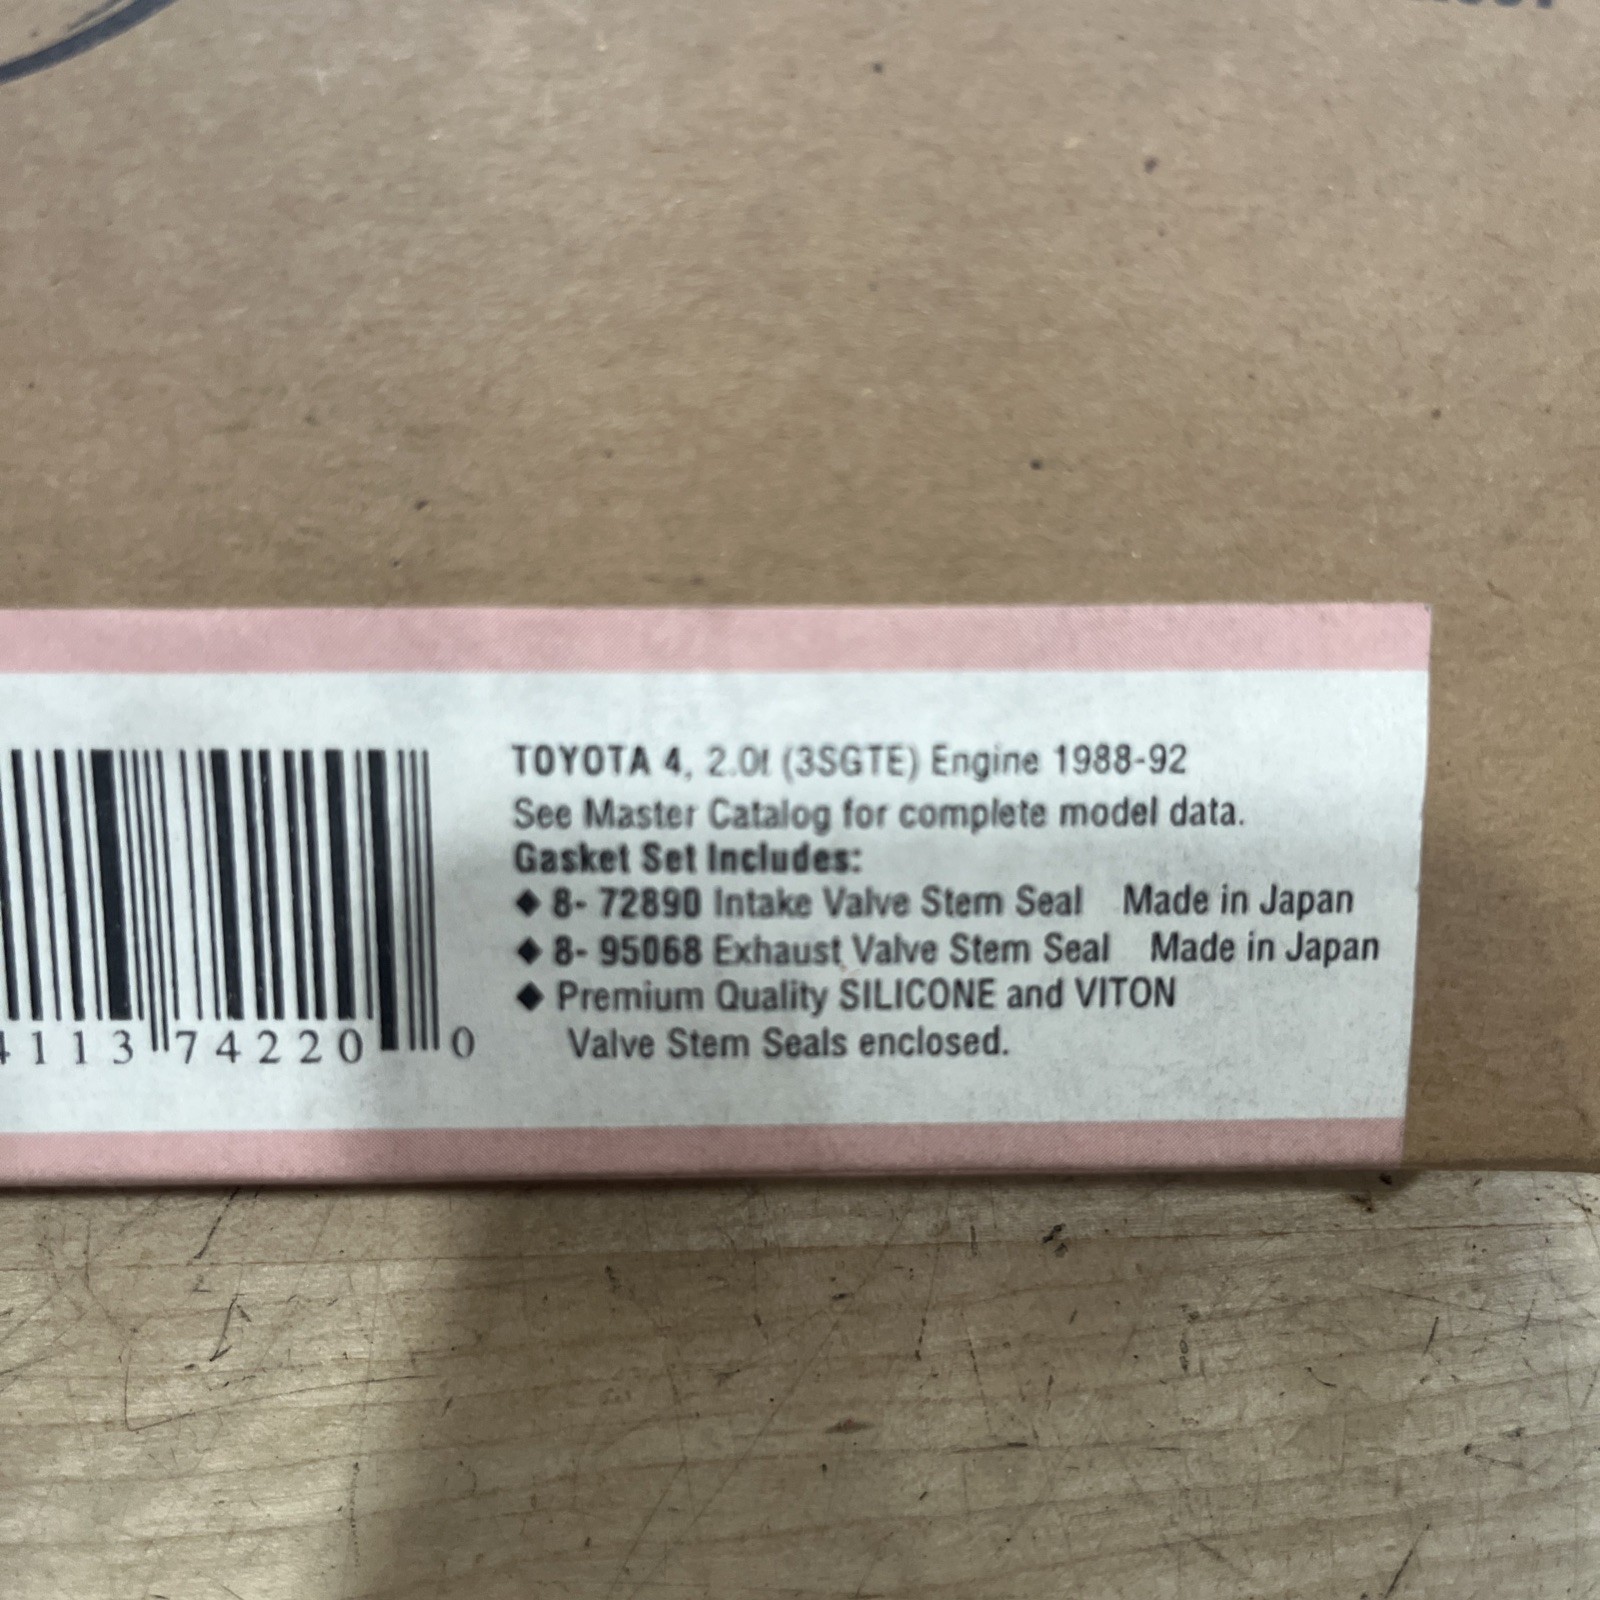 TOYOTA 4, 2.0ℓ (3SGTE) Engine 1988-92
See Master Catalog for complete model data.
Gasket Set Includes:
◆ 8- 72890 Intake Valve Stem Seal Made in Japan
◆ 8- 95068 Exhaust Valve Stem Seal Made in Japan
◆ Premium Quality SILICONE and VITON
Valve Stem Seals enclosed.
113 74220 0